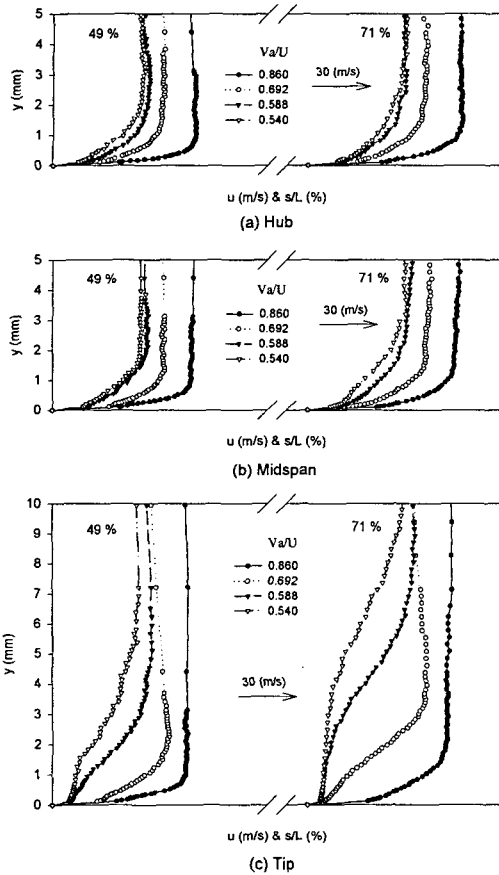 5
4
3
2
1
0
y (mm)
49 %
Va/U
0.860
0.692
0.588
0.540
30 (m/s)
71 %
u (m/s) & s/L (%)
(a) Hub
5
4
3
2
1
0
y (mm)
49 %
Va/U
0.860
0.692
0.588
0.540
30 (m/s)
71 %
u (m/s) & s/L (%)
(b) Midspan
10
9
8
7
6
5
4
3
2
1
0
y (mm)
49 %
Va/U
0.860
0.692
0.588
0.540
30 (m/s)
71 %
u (m/s) & s/L (%)
(c) Tip